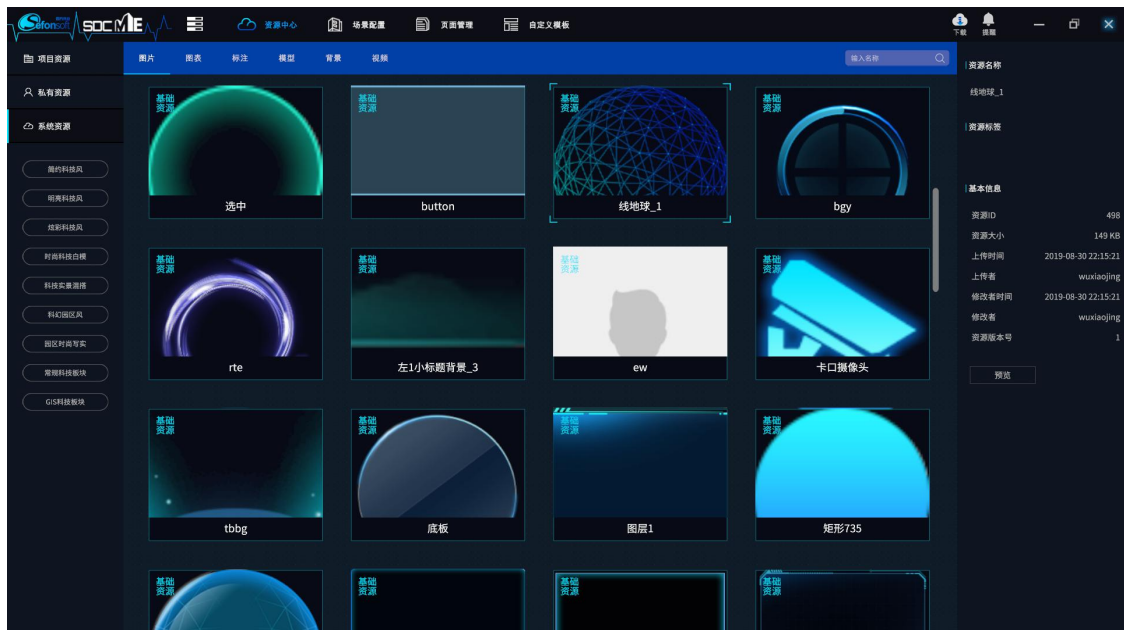 Sefonsoft SDC MIE
资源中心
场景配置
页面管理
自定义模板
下载
提醒
项目资源
私有资源
系统资源
简约科技风
明亮科技风
炫彩科技风
时尚科技白模
科技实景混搭
科幻园区风
园区时尚写实
常规科技板块
GIS科技板块
图片 图表 标注 模型 背景 视频
输入名称
基础资源
选中
基础资源
button
基础资源
线地球_1
基础资源
bgy
基础资源
rte
基础资源
左1小标题背景_3
基础资源
ew
基础资源
卡口摄像头
基础资源
tbbg
基础资源
底板
基础资源
图层1
基础资源
矩形735
基础资源
基础资源
基础资源
基础资源
资源名称
线地球_1
资源标签
基本信息
资源ID 498
资源大小 149 KB
上传时间 2019-08-30 22:15:21
上传者 wuxiaojing
修改者时间 2019-08-30 22:15:21
修改者 wuxiaojing
资源版本号 1
预览